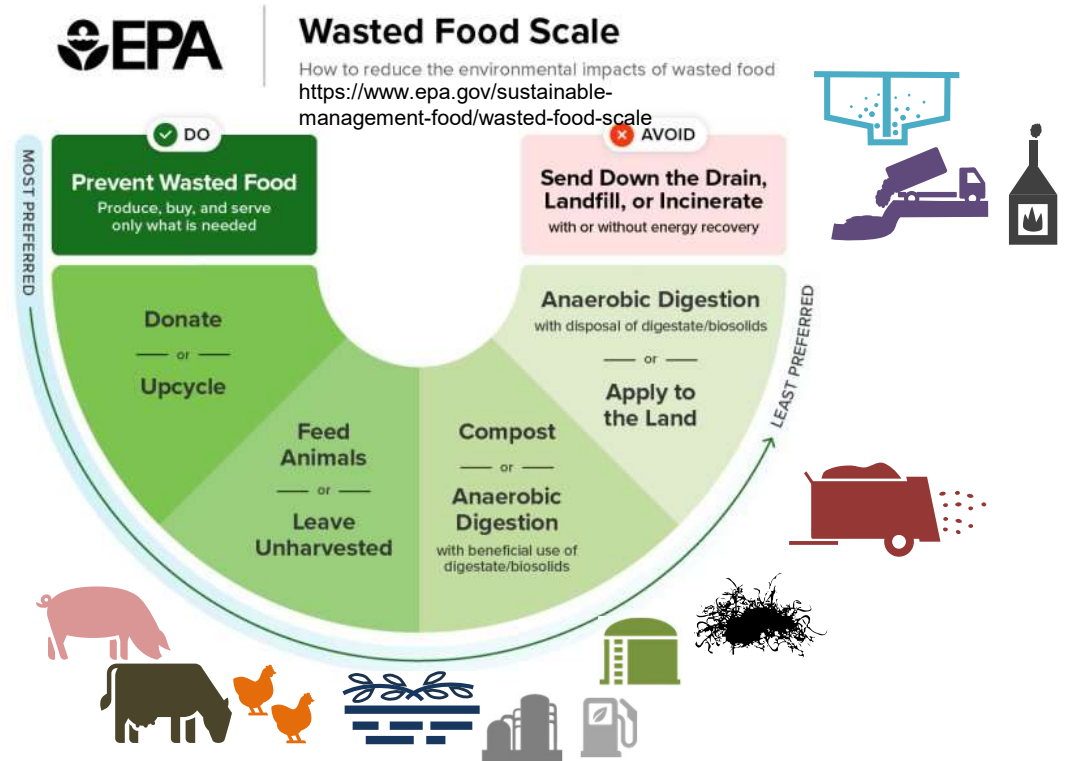 EPA
Wasted Food Scale
How to reduce the environmental impacts of wasted food
https://www.epa.gov/sustainable-
management-food/wasted-food-scale
DO
AVOID
MOST PREFERRED
Prevent Wasted Food
Produce, buy, and serve
only what is needed
Send Down the Drain,
Landfill, or Incinerate
with or without energy recovery
Donate
or
Upcycle
Feed
Animals
or
Leave
Unharvested
Compost
or
Anaerobic
Digestion
with beneficial use of
digestate/biosolids
Anaerobic Digestion
with disposal of digestate/biosolids
or
Apply to
the Land
LEAST PREFERRED